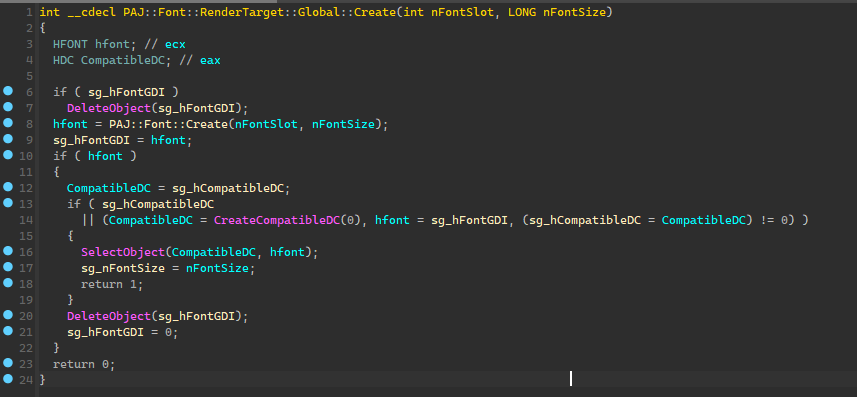 1 int __cdecl PAJ::Font::RenderTarget::Global::Create(int nFontSlot, LONG nFontSize)
2 {
3   HFONT hfont; // ecx
4   HDC CompatibleDC; // eax
5
6   if ( sg_hFontGDI )
7     DeleteObject(sg_hFontGDI);
8   hfont = PAJ::Font::Create(nFontSlot, nFontSize);
9   sg_hFontGDI = hfont;
10   if ( hfont )
11   {
12     CompatibleDC = sg_hCompatibleDC;
13     if ( sg_hCompatibleDC
14       || (CompatibleDC = CreateCompatibleDC(0), hfont = sg_hFontGDI, (sg_hCompatibleDC = CompatibleDC) != 0) )
15     {
16       SelectObject(CompatibleDC, hfont);
17       sg_nFontSize = nFontSize;
18       return 1;
19     }
20     DeleteObject(sg_hFontGDI);
21     sg_hFontGDI = 0;
22   }
23   return 0;
24 }